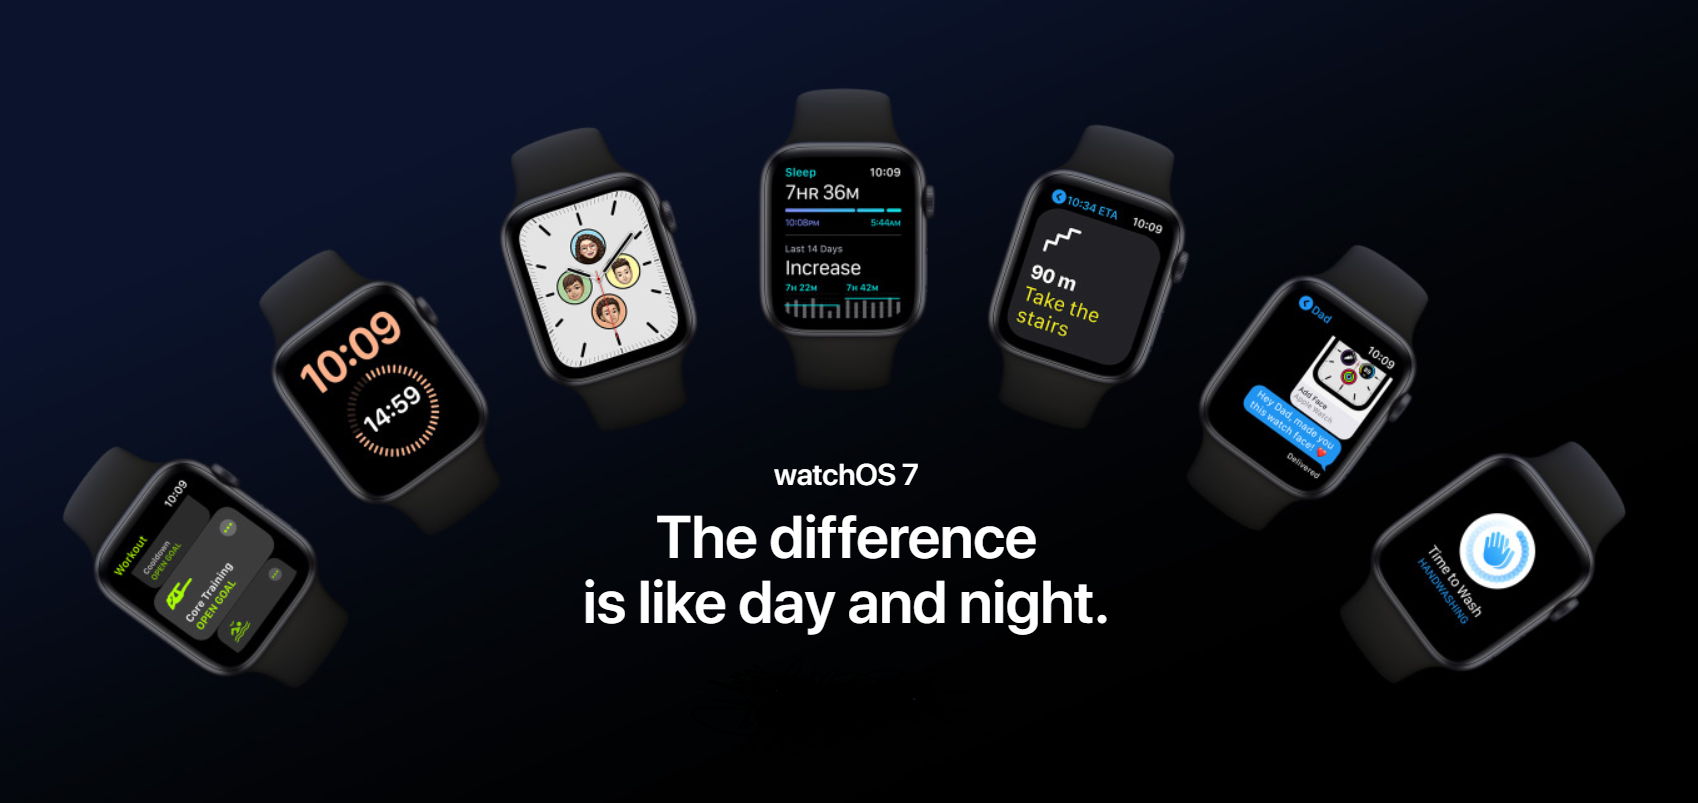 10:09
Workout
Cooldown
OPEN GOAL
Core Training
OPEN GOAL
10:09
14:59
Sleep 10:09
7HR 36M
10:08PM 5:44AM
Last 14 Days
Increase
7H 22M 7H 42M
10:34 ETA
10:09
90 m
Take the
stairs
Dad
10:09
Add Face
Apple Watch
Hey Dad, made you
this watch face! ❤️
Delivered
Time to Wash
HANDWASHING
watchOS 7
The difference
is like day and night.